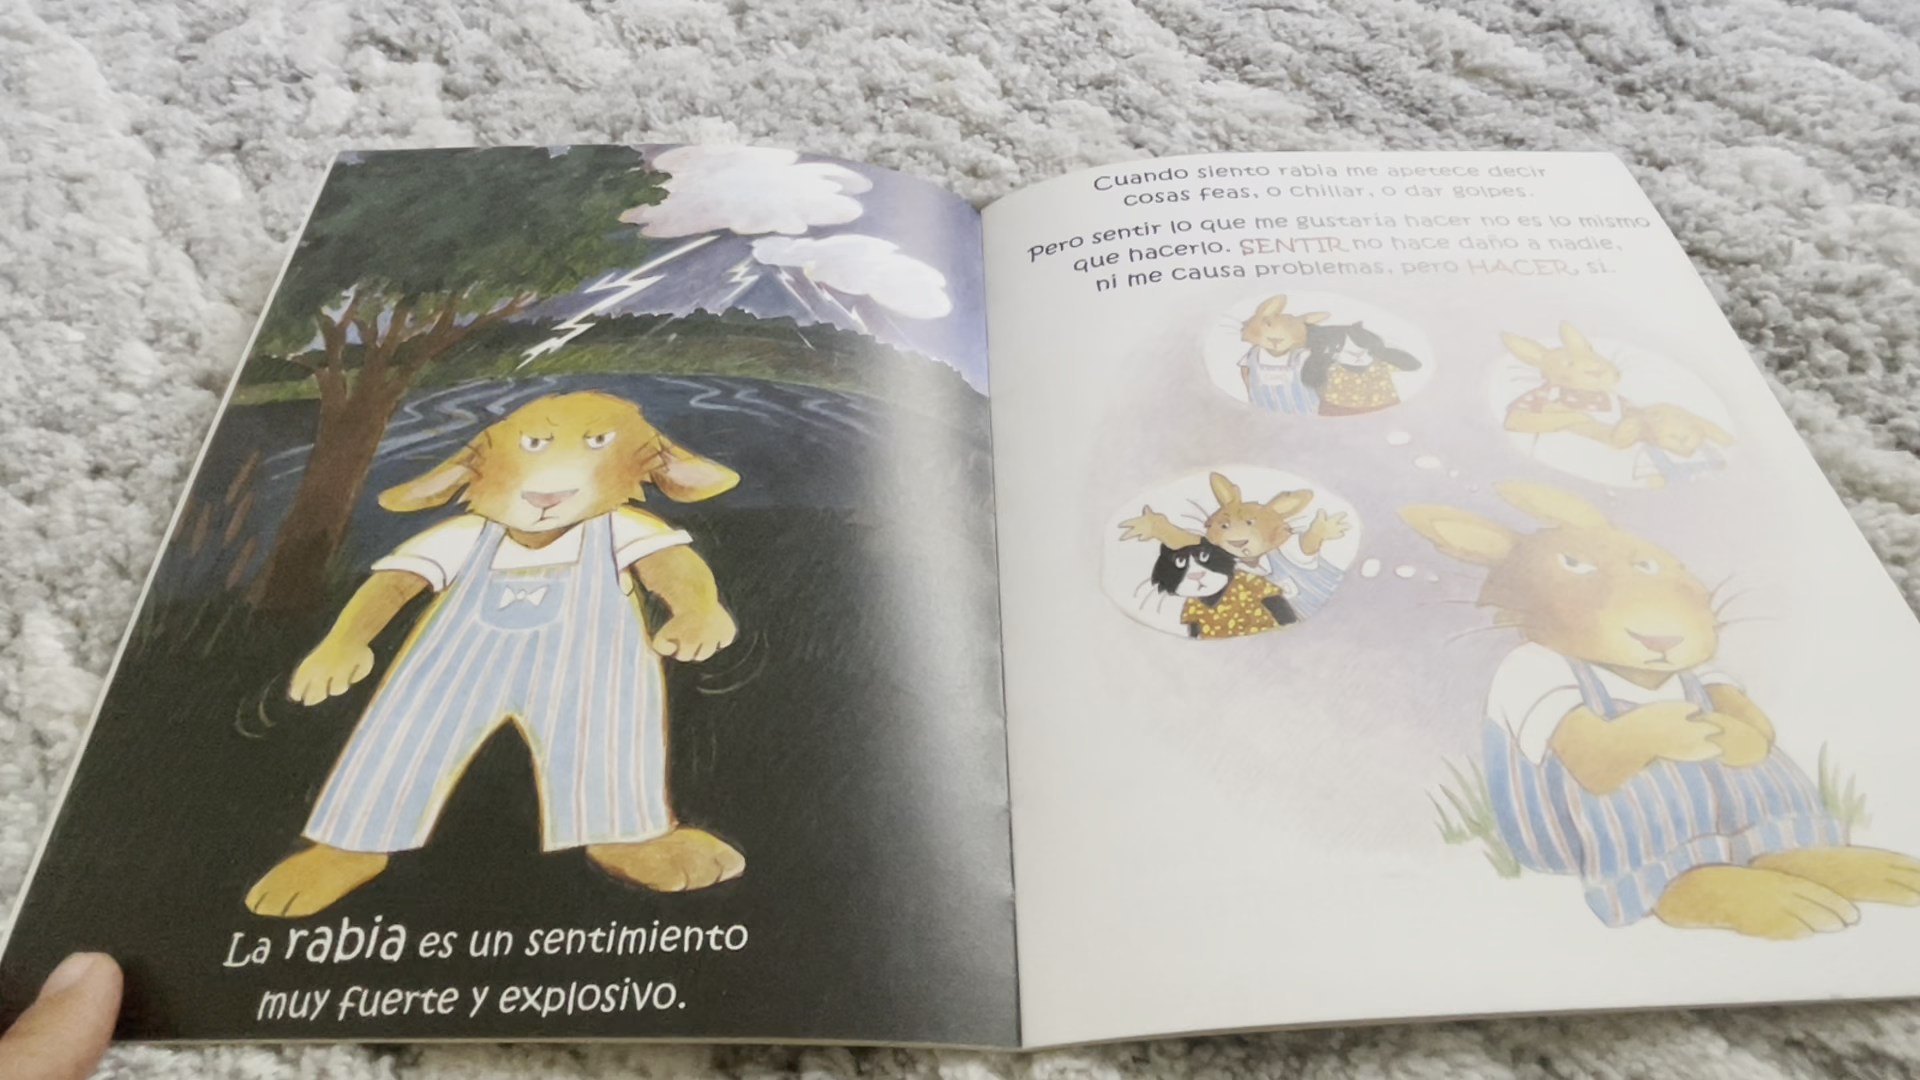 La rabia es un sentimiento
muy fuerte y explosivo.
Cuando siento rabia me apetece decir
cosas feas, o chillar, o dar golpes.
Pero sentir lo que me gustaría hacer no es lo mismo
que hacerlo. SENTIR no hace daño a nadie,
ni me causa problemas, pero HACER, sí.